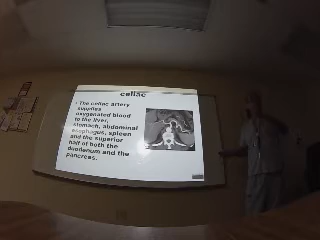 celiac
• The celiac artery
supplies
oxygenated blood
to the liver,
stomach, abdominal
esophagus, spleen
and the superior
half of both the
duodenum and the
pancreas.